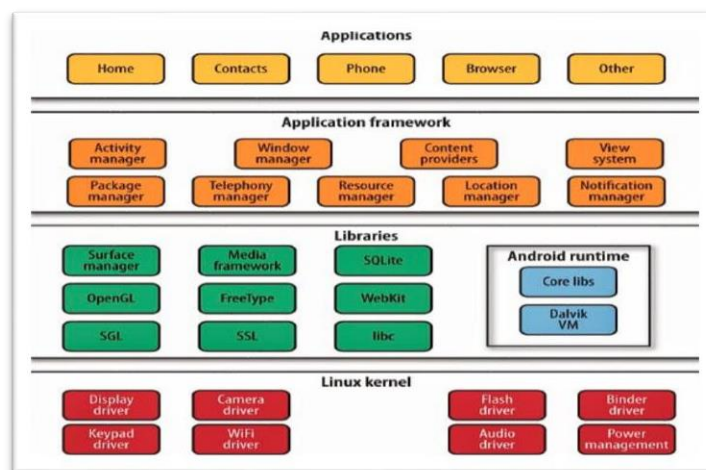 Applications
Home Contacts Phone Browser Other
Application framework
Activity manager Window manager Content providers View system
Package manager Telephony manager Resource manager Location manager Notification manager
Libraries
Surface manager Media framework SQLite
OpenGL FreeType WebKit
SGL SSL libc
Android runtime
Core libs
Dalvik VM
Linux kernel
Display driver Camera driver Flash driver Binder driver
Keypad driver WiFi driver Audio driver Power management